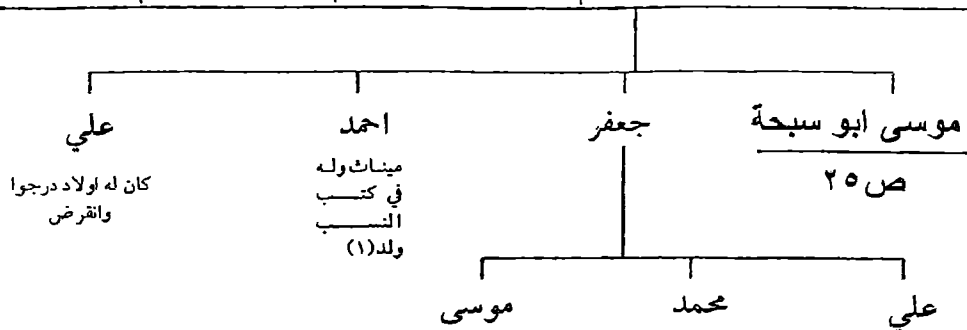 موسى ابو سبحة
ص ٢٥
جعفر
احمد
ميناث وله
في كتب
النسب
ولد(١)
علي
كان له اولاد درجوا
وانقرض
علي
محمد
موسى